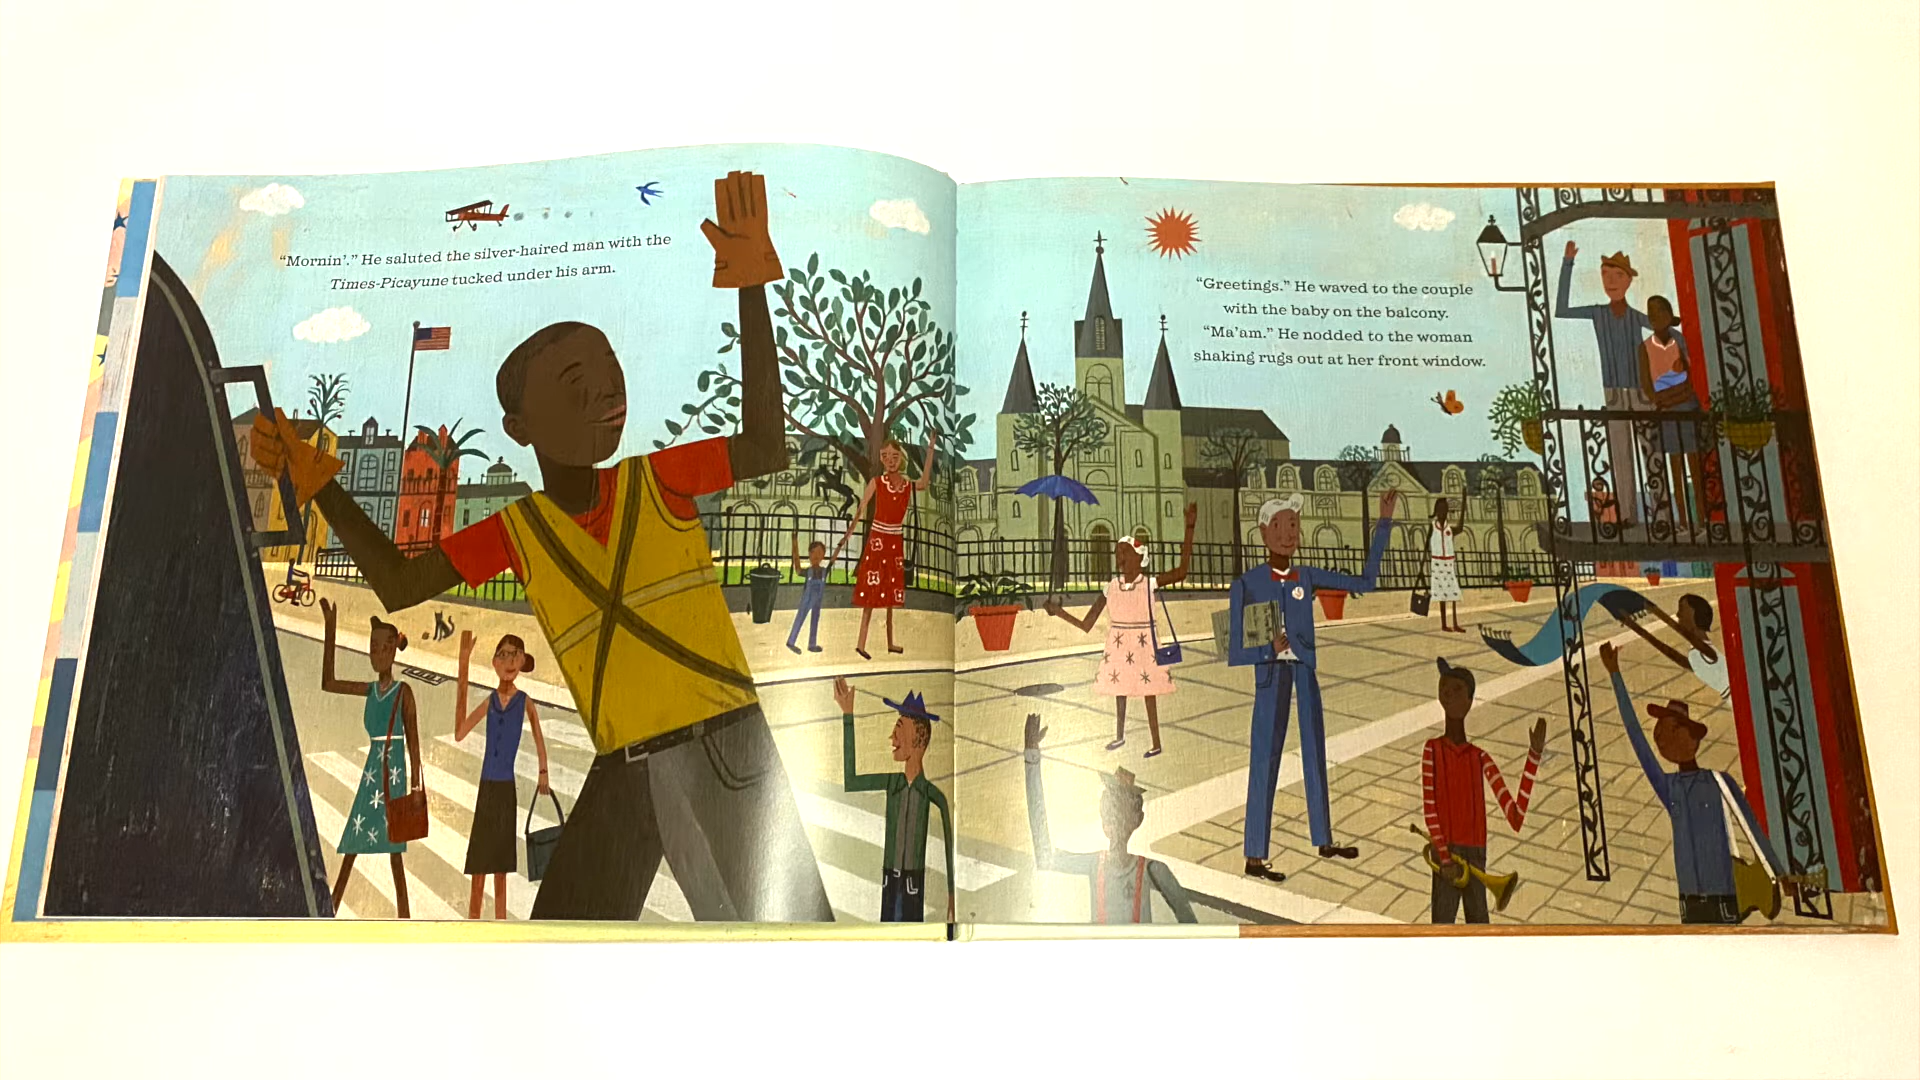 “Mornin’.” He saluted the silver-haired man with the
Times-Picayune tucked under his arm.
“Greetings.” He waved to the couple
with the baby on the balcony.
“Ma’am.” He nodded to the woman
shaking rugs out at her front window.